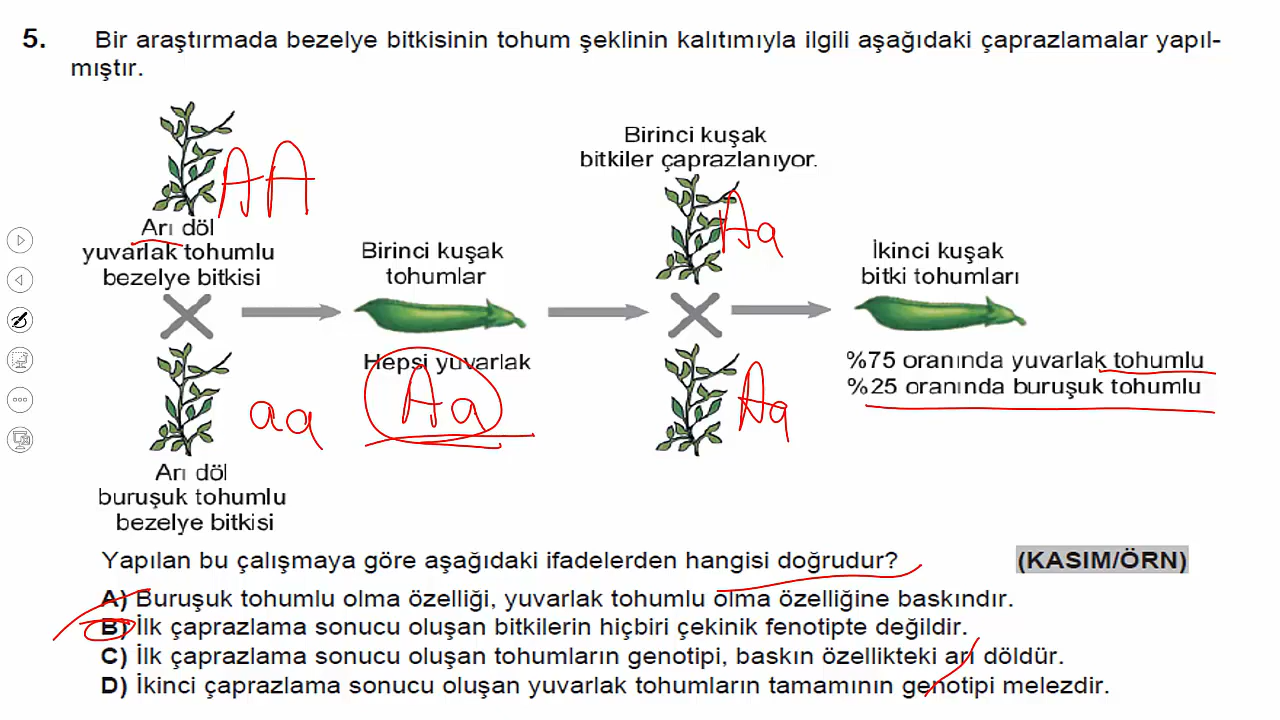 5. Bir araştırmada bezelye bitkisinin tohum şeklinin kalıtımıyla ilgili aşağıdaki çaprazlamalar yapıl-
mıştır.
AA
Arı döl
yuvarlak tohumlu
bezelye bitkisi
aa
Arı döl
buruşuk tohumlu
bezelye bitkisi
Birinci kuşak
tohumlar
Hepsi yuvarlak
Aa
Birinci kuşak
bitkiler çaprazlanıyor.
Aa
Aa
İkinci kuşak
bitki tohumları
%75 oranında yuvarlak tohumlu
%25 oranında buruşuk tohumlu
Yapılan bu çalışmaya göre aşağıdaki ifadelerden hangisi doğrudur? (KASIM/ÖRN)
A) Buruşuk tohumlu olma özelliği, yuvarlak tohumlu olma özelliğine baskındır.
B) İlk çaprazlama sonucu oluşan bitkilerin hiçbiri çekinik fenotipte değildir.
C) İlk çaprazlama sonucu oluşan tohumların genotipi, baskın özellikteki arı döldür.
D) İkinci çaprazlama sonucu oluşan yuvarlak tohumların tamamının genotipi melezdir.